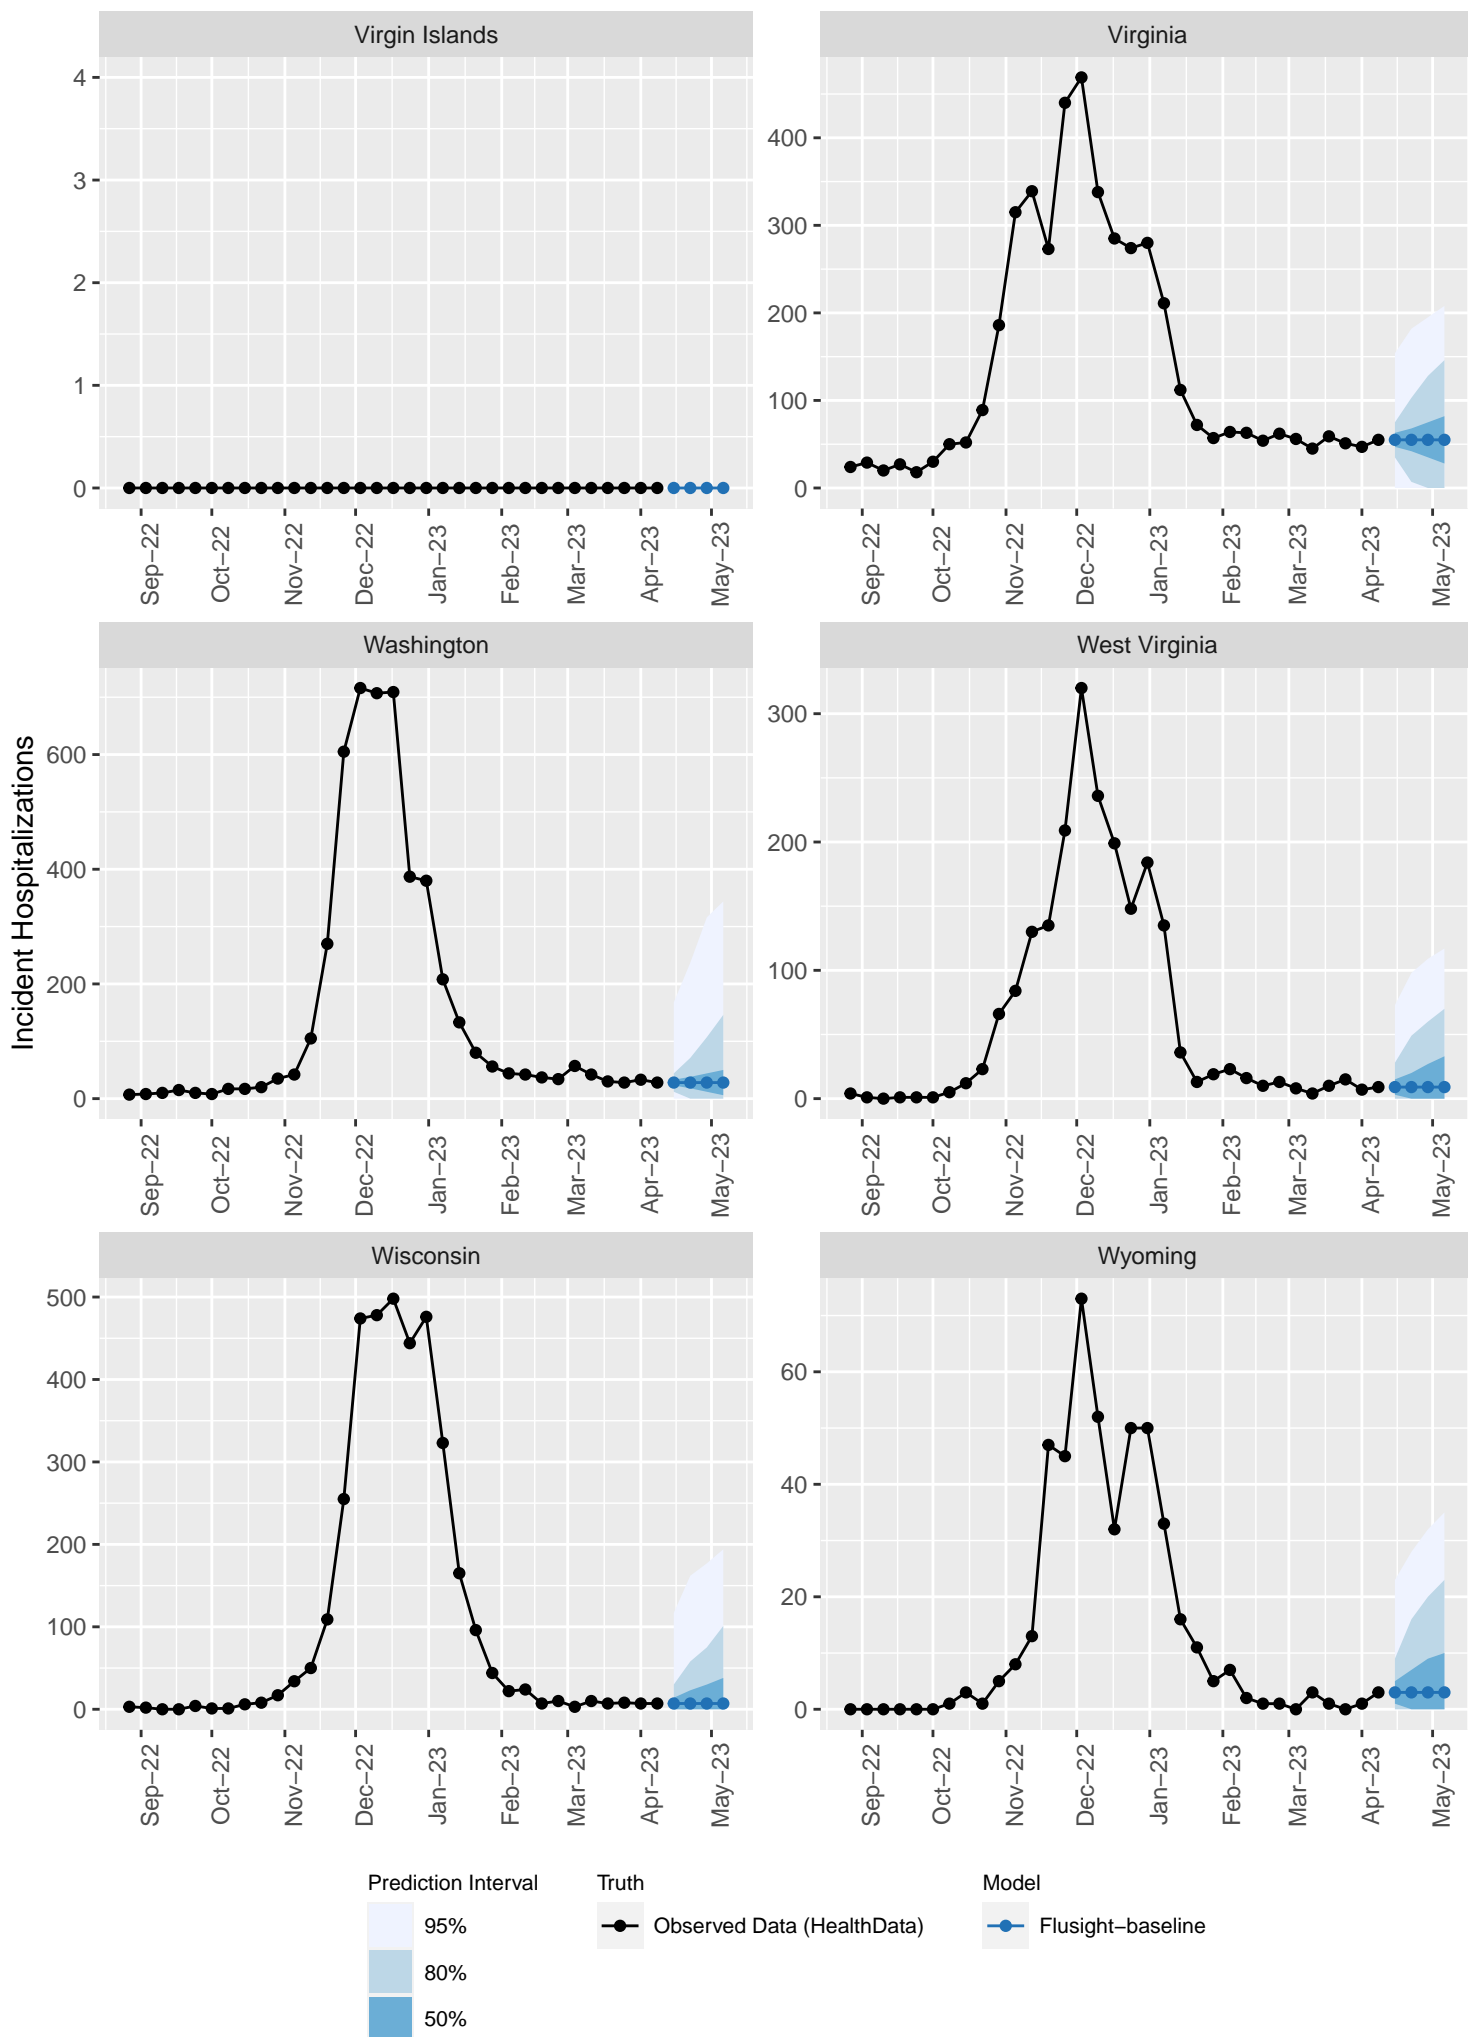 Virgin Islands
Virginia
4
3
2
1
0
400
300
200
100
0
Sep−22
Oct−22
Nov−22
Dec−22
Jan−23
Feb−23
Mar−23
Apr−23
May−23
Sep−22
Oct−22
Nov−22
Dec−22
Jan−23
Feb−23
Mar−23
Apr−23
May−23
Incident Hospitalizations
Washington
West Virginia
600
400
200
0
300
200
100
0
Sep−22
Oct−22
Nov−22
Dec−22
Jan−23
Feb−23
Mar−23
Apr−23
May−23
Sep−22
Oct−22
Nov−22
Dec−22
Jan−23
Feb−23
Mar−23
Apr−23
May−23
Wisconsin
Wyoming
500
400
300
200
100
0
60
40
20
0
Sep−22
Oct−22
Nov−22
Dec−22
Jan−23
Feb−23
Mar−23
Apr−23
May−23
Sep−22
Oct−22
Nov−22
Dec−22
Jan−23
Feb−23
Mar−23
Apr−23
May−23
Prediction Interval
95%
80%
50%
Truth
Observed Data (HealthData)
Model
Flusight−baseline